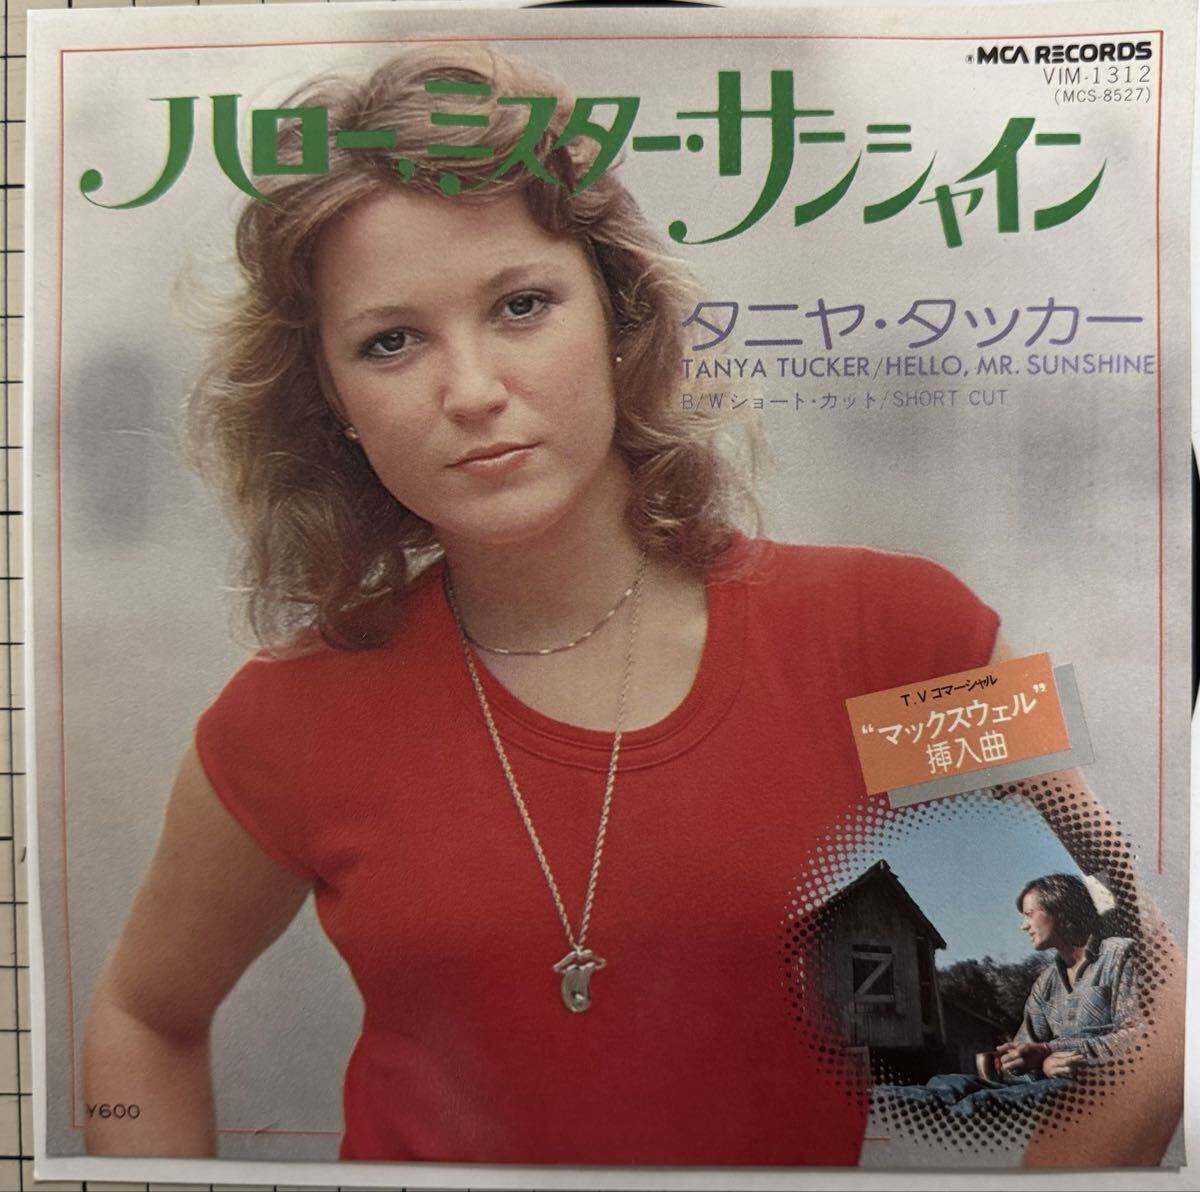 MCA RECORDS
VIM-1312
(MCS-8527)
ハロー,ミスター・サンシャイン
タニヤ・タッカー
TANYA TUCKER/HELLO, MR. SUNSHINE
B/W ショート・カット/SHORT CUT
T.V コマーシャル
“マックスウェル”
挿入曲
Z
¥600